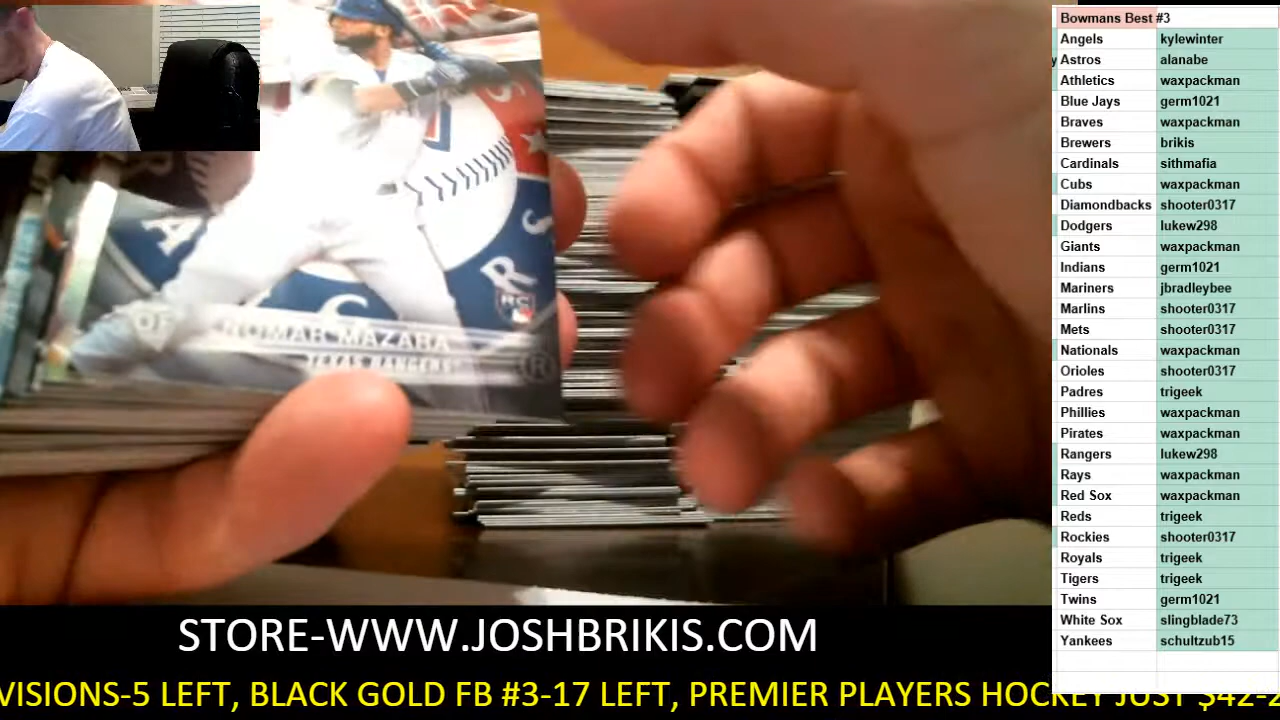 OF NOMAR MAZARA
TEXAS RANGERS
RC
Bowmans Best #3
Angels kylewinter
Astros alanabe
Athletics waxpackman
Blue Jays germ1021
Braves waxpackman
Brewers brikis
Cardinals sithmafia
Cubs waxpackman
Diamondbacks shooter0317
Dodgers lukew298
Giants waxpackman
Indians germ1021
Mariners jbradleybee
Marlins shooter0317
Mets shooter0317
Nationals waxpackman
Orioles shooter0317
Padres trigeek
Phillies waxpackman
Pirates waxpackman
Rangers lukew298
Rays waxpackman
Red Sox waxpackman
Reds trigeek
Rockies shooter0317
Royals trigeek
Tigers trigeek
Twins germ1021
White Sox slingblade73
Yankees schultzub15
STORE-WWW.JOSHBRIKIS.COM
VISIONS-5 LEFT, BLACK GOLD FB #3-17 LEFT, PREMIER PLAYERS HOCKEY JUST $42-2